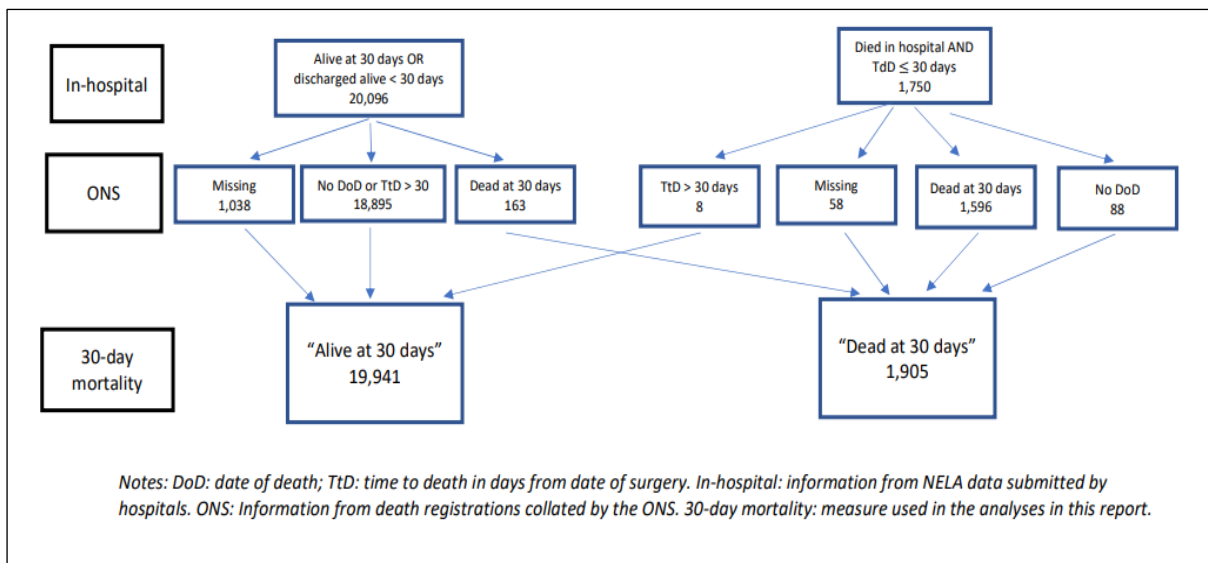 In-hospital
Alive at 30 days OR
discharged alive < 30 days
20,096
Died in hospital AND
TdD ≤ 30 days
1,750
ONS
Missing
1,038
No DoD or TtD > 30
18,895
Dead at 30 days
163
TtD > 30 days
8
Missing
58
Dead at 30 days
1,596
No DoD
88
30-day
mortality
“Alive at 30 days”
19,941
“Dead at 30 days”
1,905
Notes: DoD: date of death; TtD: time to death in days from date of surgery. In-hospital: information from NELA data submitted by
hospitals. ONS: Information from death registrations collated by the ONS. 30-day mortality: measure used in the analyses in this report.